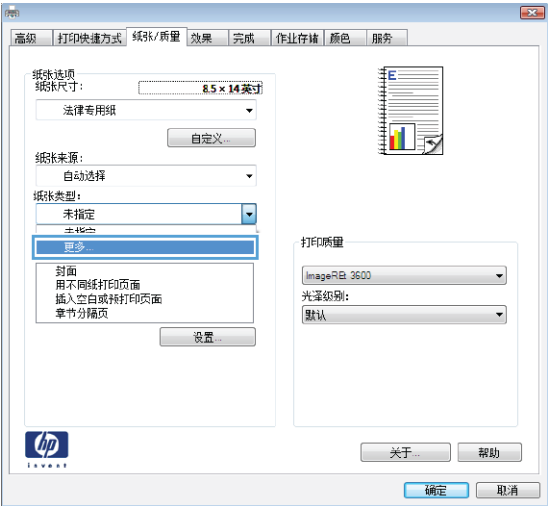 高级 打印快捷方式 纸张/质量 效果 完成 作业存储 颜色 服务
纸张选项
纸张尺寸:
8.5 × 14 英寸
法律专用纸
自定义...
纸张来源:
自动选择
纸张类型:
未指定
未指定
更多...
封面
用不同纸打印页面
插入空白或预打印页面
章节分隔页
设置...
E
打印质量
ImageREt 3600
光泽级别:
默认
hp
invent
关于... 帮助
确定 取消